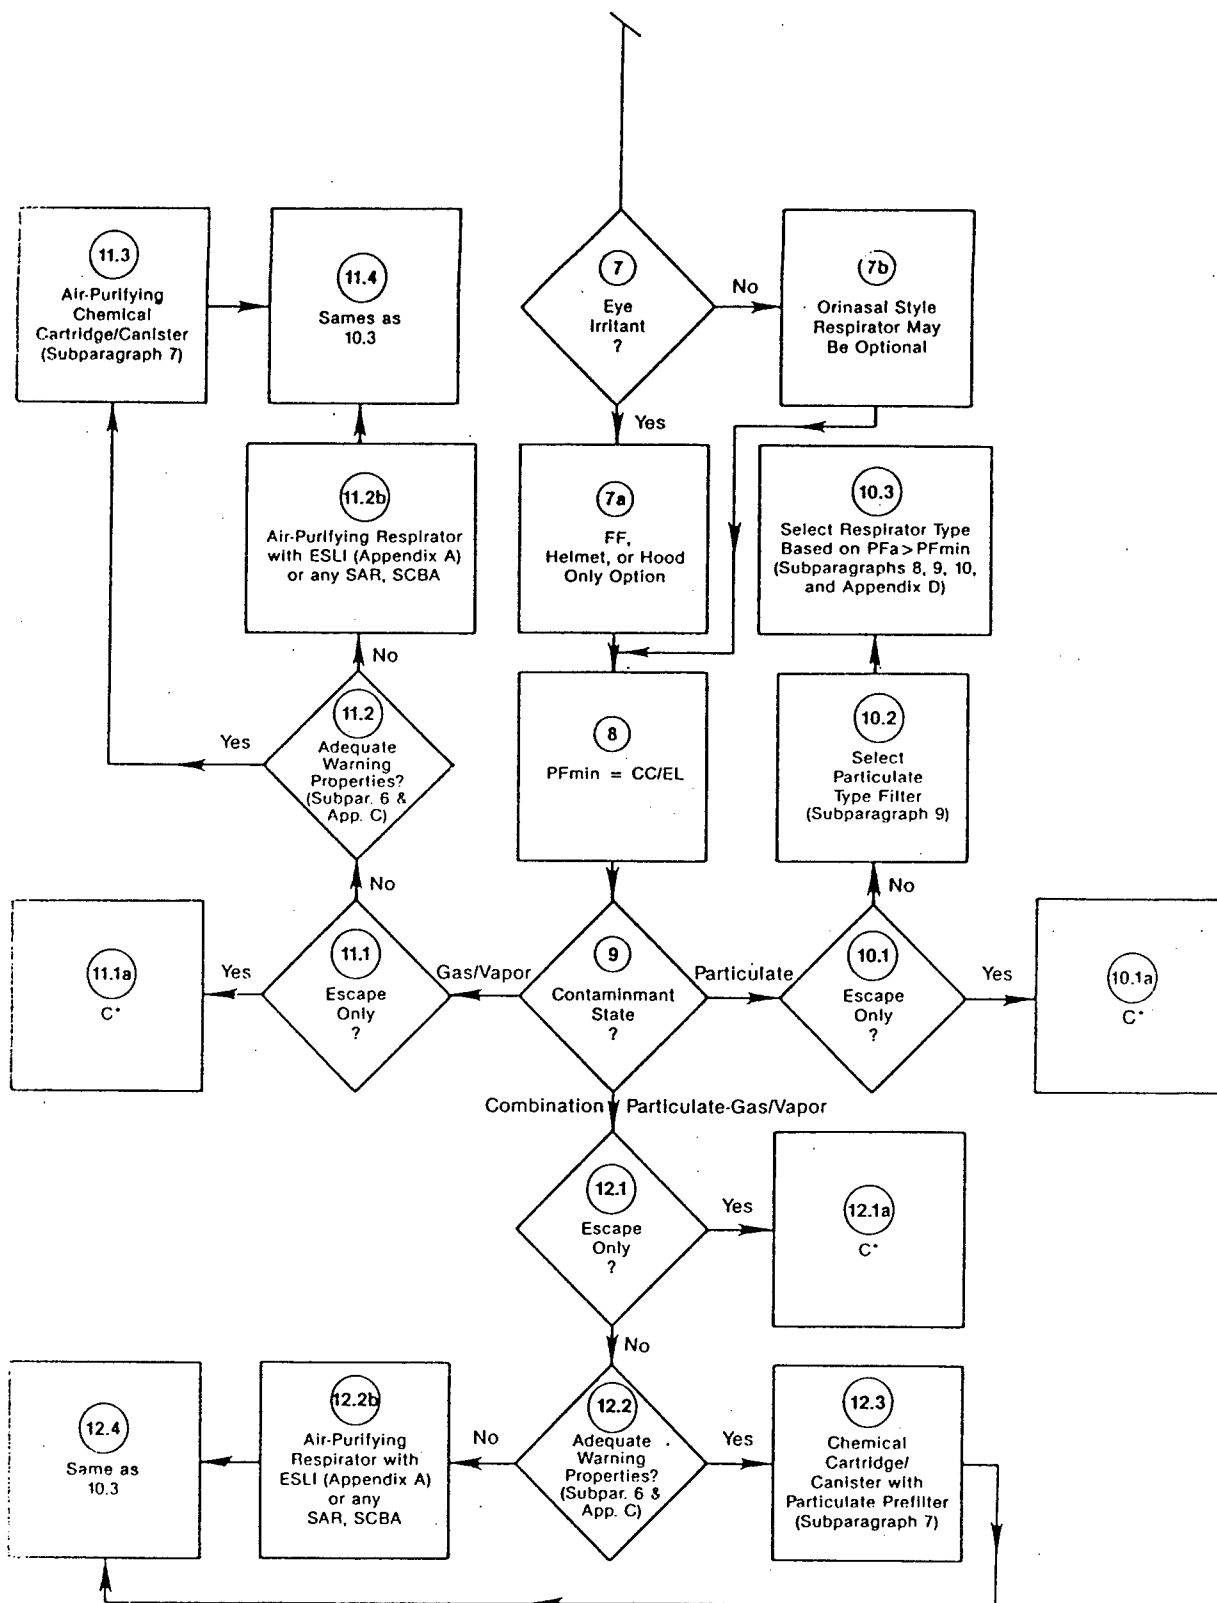 7
Eye
Irritant
?
No
7b
Orinasal Style
Respirator May
Be Optional
Yes
7a
FF,
Helmet, or Hood
Only Option
8
PFmin = CC/EL
9
Contaminmant
State
?
Particulate
10.1
Escape
Only
?
Yes
10.1a
C*
No
10.2
Select
Particulate
Type Filter
(Subparagraph 9)
10.3
Select Respirator Type
Based on PFa>PFmin
(Subparagraphs 8, 9, 10,
and Appendix D)
Gas/Vapor
11.1
Escape
Only
?
Yes
11.1a
C*
No
11.2
Adequate
Warning
Properties?
(Subpar. 6 &
App. C)
Yes
11.3
Air-Purifying
Chemical
Cartridge/Canister
(Subparagraph 7)
No
11.2b
Air-Purifying Respirator
with ESLI (Appendix A)
or any SAR, SCBA
11.4
Sames as
10.3
Combination Particulate-Gas/Vapor
12.1
Escape
Only
?
Yes
12.1a
C*
No
12.2
Adequate
Warning
Properties?
(Subpar. 6 &
App. C)
Yes
12.3
Chemical
Cartridge/
Canister with
Particulate Prefilter
(Subparagraph 7)
No
12.2b
Air-Purifying
Respirator with
ESLI (Appendix A)
or any
SAR, SCBA
12.4
Same as
10.3